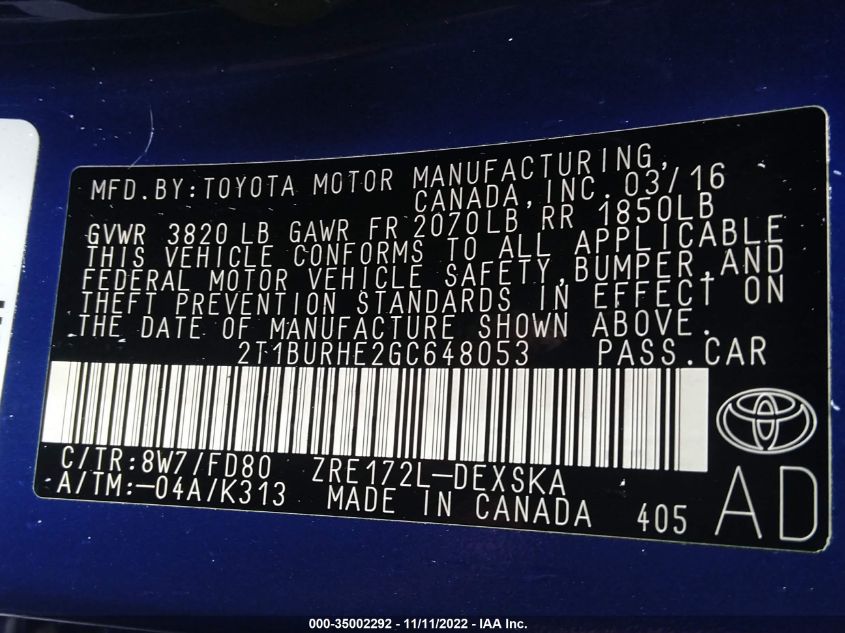 MFD.BY:TOYOTA MOTOR MANUFACTURING,
CANADA,INC. 03/16
GVWR 3820 LB GAWR FR 2070LB RR 1850LB
THIS VEHICLE CONFORMS TO ALL APPLICABLE
FEDERAL MOTOR VEHICLE SAFETY,BUMPER,AND
THEFT PREVENTION STANDARDS IN EFFECT ON
THE DATE OF MANUFACTURE SHOWN ABOVE.
2T1BURHE2GC648053 PASS.CAR
C/TR:8W7/FD80 ZRE172L-DEXSKA
A/TM:-04A/K313 MADE IN CANADA 405 AD
000-35002292 - 11/11/2022 - IAA Inc.